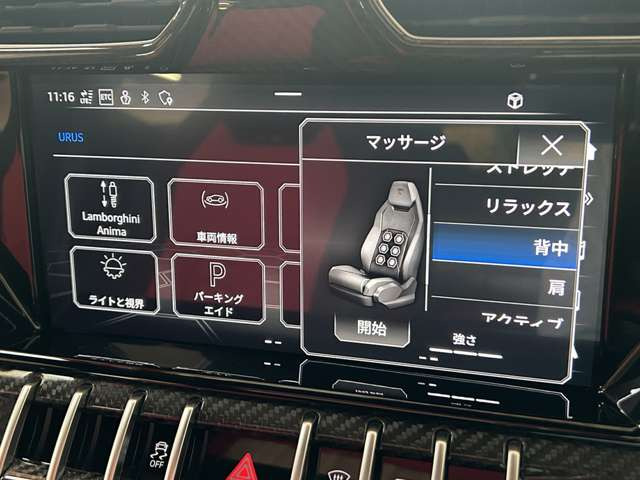 11:16 ETC
URUS
マッサージ
ストレッチ
リラックス
背中
肩
アクティブ
開始
強さ
Lamborghini
Anima
車両情報
ライトと視界
P
パーキング
エイド
OFF